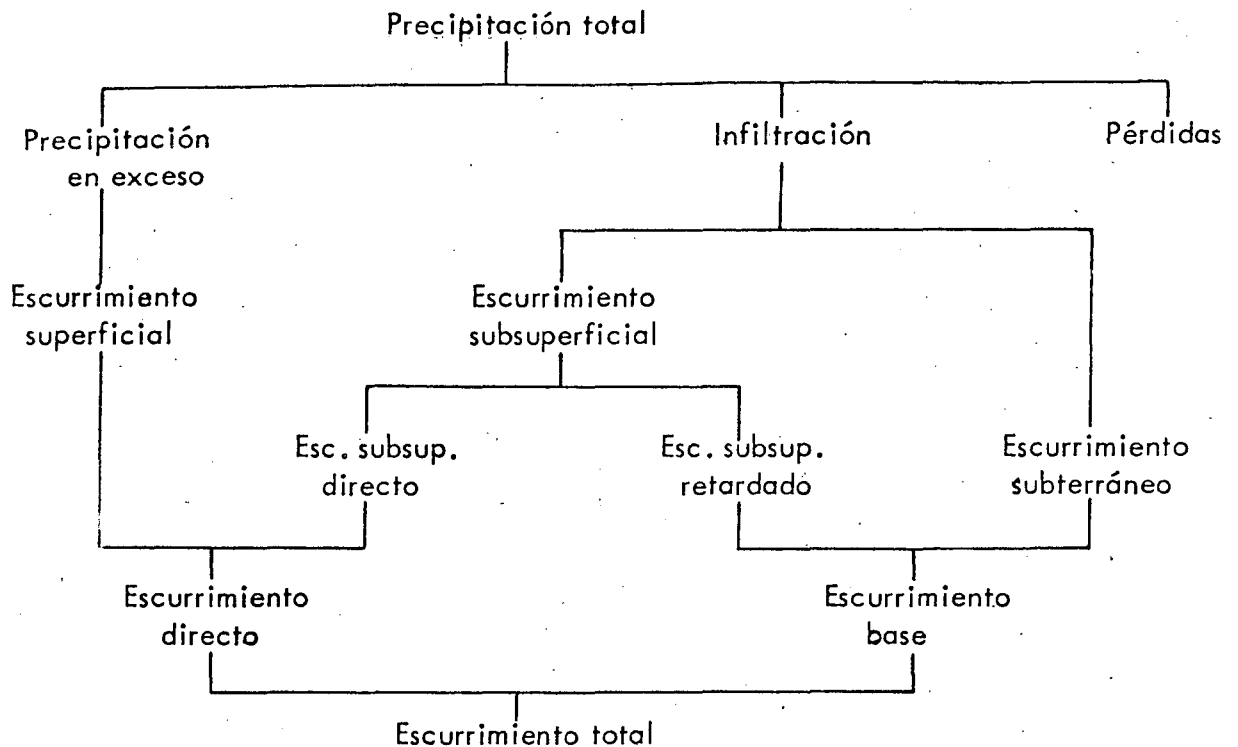 Precipitación total
Precipitación
en exceso
Infiltración
Pérdidas
Escurrimiento
superficial
Escurrimiento
subsuperficial
Esc. subsup.
directo
Esc. subsup.
retardado
Escurrimiento
subterráneo
Escurrimiento
directo
Escurrimiento
base
Escurrimiento total